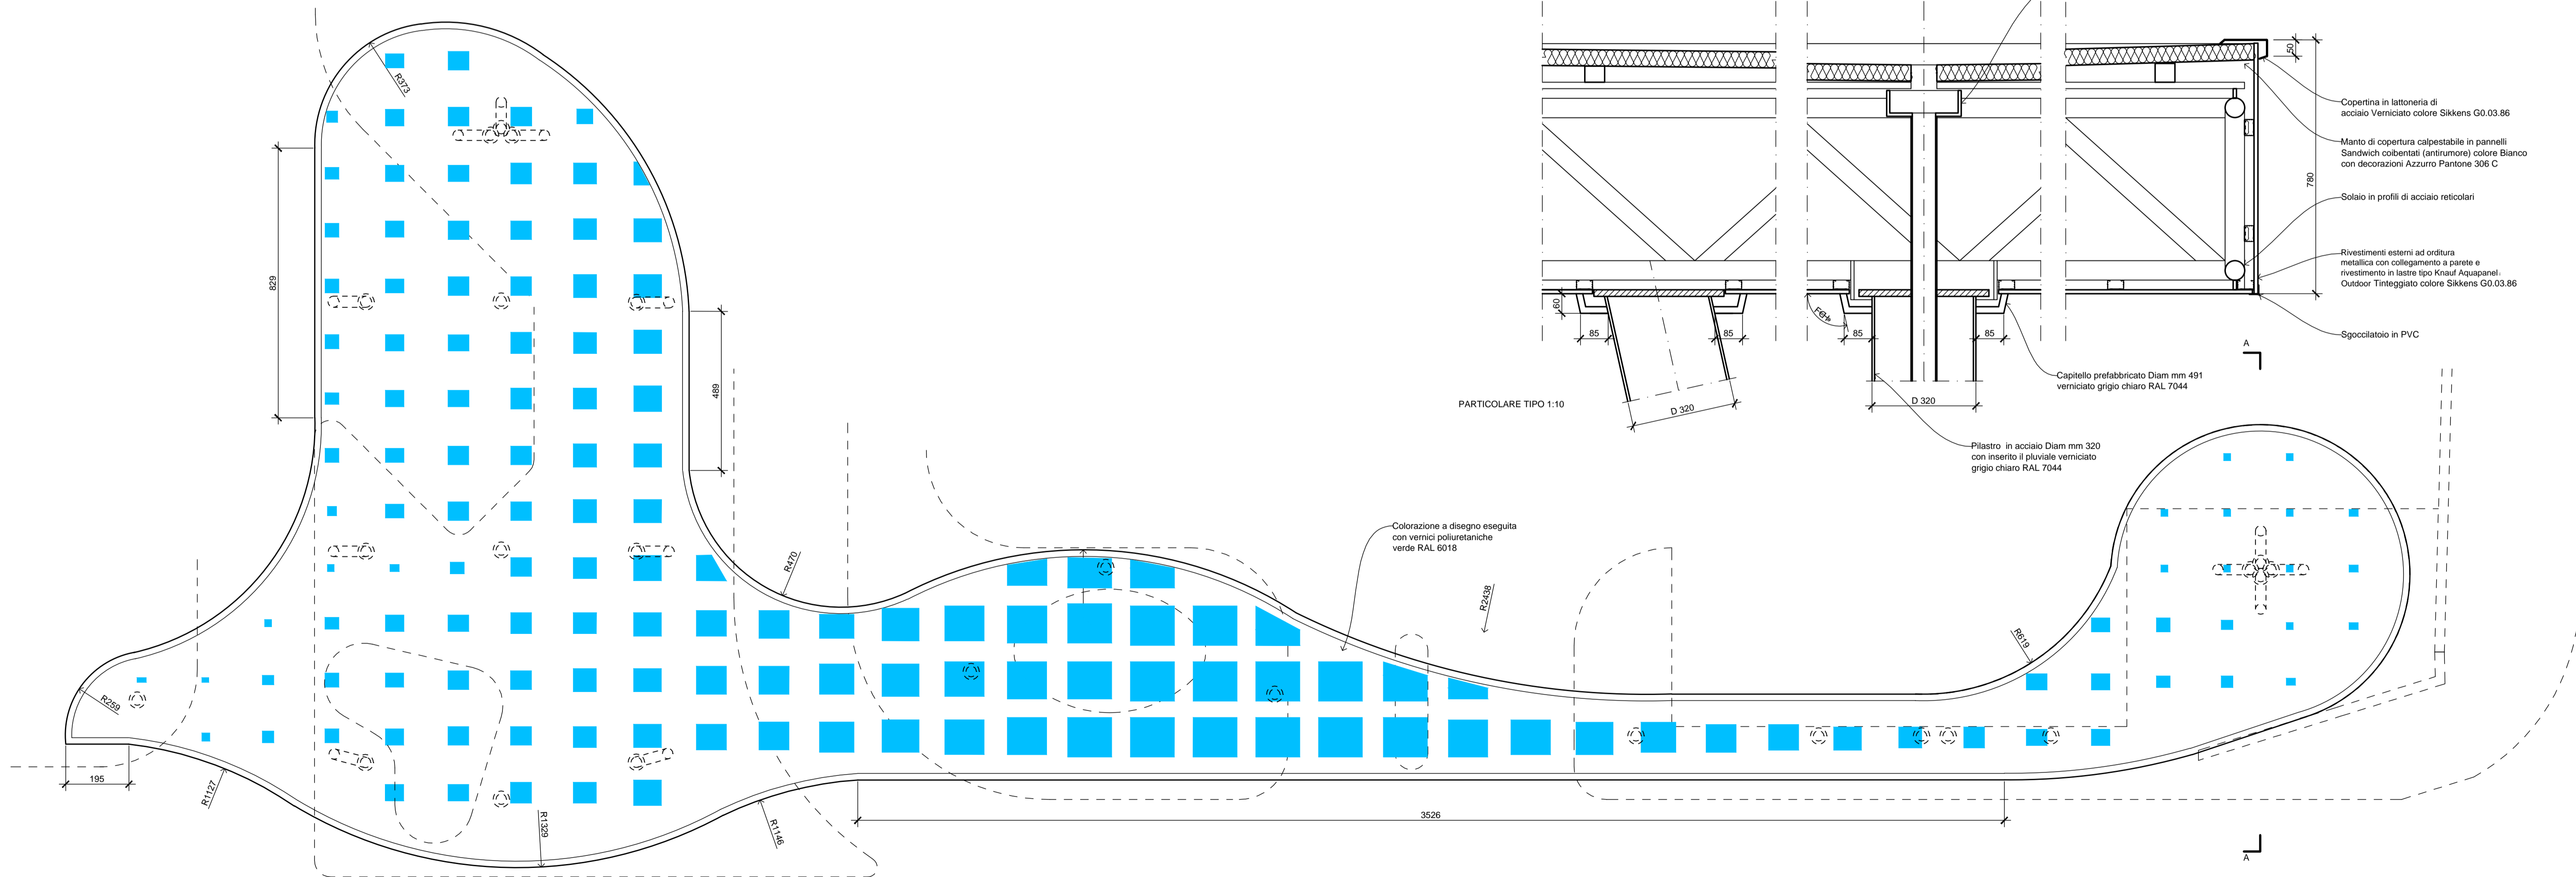 R373
829
489
R470
R259
195
R1127
R1329
R1146
3526
R2438
R619
Colorazione a disegno eseguita
con vernici poliuretaniche
verde RAL 6018
50
780
Copertina in lattoneria di
acciaio Verniciato colore Sikkens G0.03.86
Manto di copertura calpestabile in pannelli
Sandwich coibentati (antirumore) colore Bianco
con decorazioni Azzurro Pantone 306 C
Solaio in profili di acciaio reticolari
Rivestimenti esterni ad orditura
metallica con collegamento a parete e
rivestimento in lastre tipo Knauf Aquapanel
Outdoor Tinteggiato colore Sikkens G0.03.86
Sgocciolatoio in PVC
60
85
85
85
85
D 320
D 320
PARTICOLARE TIPO 1:10
Capitello prefabbricato Diam mm 491
verniciato grigio chiaro RAL 7044
Pilastro in acciaio Diam mm 320
con inserito il pluviale verniciato
grigio chiaro RAL 7044
A
A